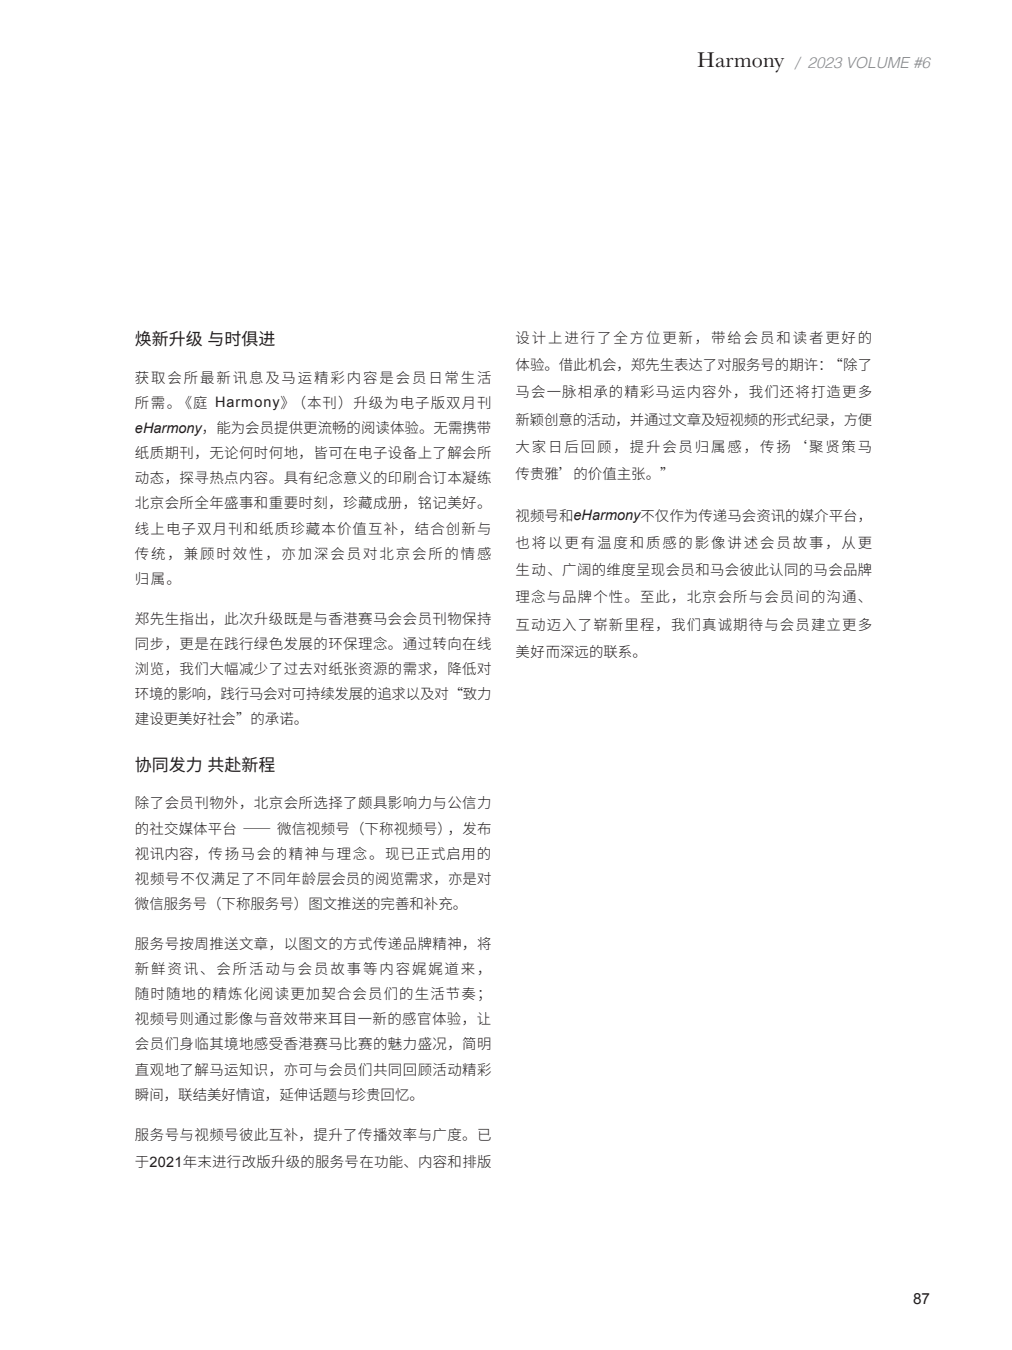 Harmony / 2023 VOLUME #6
焕新升级 与时俱进
获取会所最新讯息及马运精彩内容是会员日常生活
所需。《庭 Harmony》（本刊）升级为电子版双月刊
eHarmony，能为会员提供更流畅的阅读体验。无需携带
纸质期刊，无论何时何地，皆可在电子设备上了解会所
动态，探寻热点内容。具有纪念意义的印刷合订本凝练
北京会所全年盛事和重要时刻，珍藏成册，铭记美好。
线上电子双月刊和纸质珍藏本价值互补，结合创新与
传统，兼顾时效性，亦加深会员对北京会所的情感
归属。
郑先生指出，此次升级既是与香港赛马会会员刊物保持
同步，更是在践行绿色发展的环保理念。通过转向在线
浏览，我们大幅减少了过去对纸张资源的需求，降低对
环境的影响，践行马会对可持续发展的追求以及对“致力
建设更美好社会”的承诺。
协同发力 共赴新程
除了会员刊物外，北京会所选择了颇具影响力与公信力
的社交媒体平台 —— 微信视频号（下称视频号），发布
视讯内容，传扬马会的精神与理念。现已正式启用的
视频号不仅满足了不同年龄层会员的阅览需求，亦是对
微信服务号（下称服务号）图文推送的完善和补充。
服务号按周推送文章，以图文的方式传递品牌精神，将
新鲜资讯、会所活动与会员故事等内容娓娓道来，
随时随地的精炼化阅读更加契合会员们的生活节奏；
视频号则通过影像与音效带来耳目一新的感官体验，让
会员们身临其境地感受香港赛马比赛的魅力盛况，简明
直观地了解马运知识，亦可与会员们共同回顾活动精彩
瞬间，联结美好情谊，延伸话题与珍贵回忆。
服务号与视频号彼此互补，提升了传播效率与广度。已
于2021年末进行改版升级的服务号在功能、内容和排版
设计上进行了全方位更新，带给会员和读者更好的
体验。借此机会，郑先生表达了对服务号的期许：“除了
马会一脉相承的精彩马运内容外，我们还将打造更多
新颖创意的活动，并通过文章及短视频的形式纪录，方便
大家日后回顾，提升会员归属感，传扬‘聚贤策马
传贵雅’的价值主张。”
视频号和eHarmony不仅作为传递马会资讯的媒介平台，
也将以更有温度和质感的影像讲述会员故事，从更
生动、广阔的维度呈现会员和马会彼此认同的马会品牌
理念与品牌个性。至此，北京会所与会员间的沟通、
互动迈入了崭新里程，我们真诚期待与会员建立更多
美好而深远的联系。
87